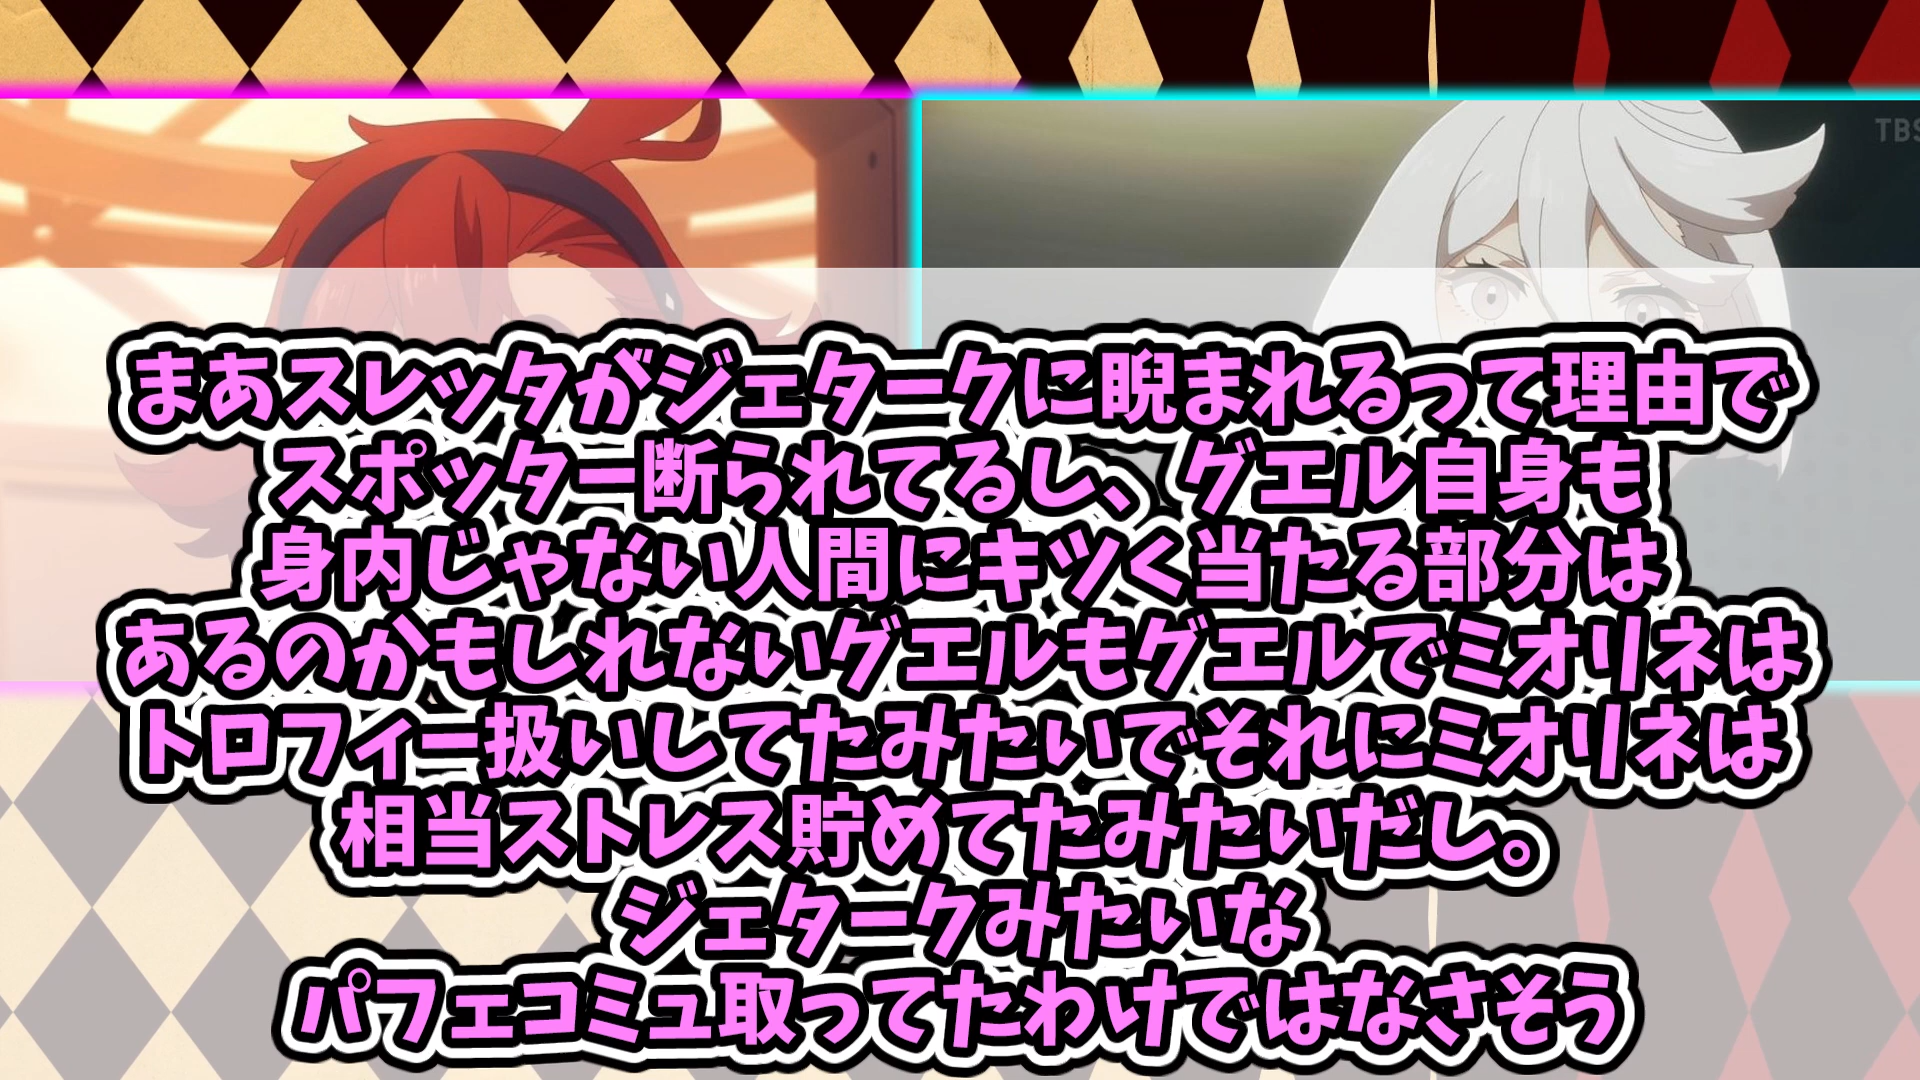 TBS
まあスレッタがジェタークに睨まれるって理由で
スポッター断られてるし、グエル自身も
身内じゃない人間にキツく当たる部分は
あるのかもしれないグエルもグエルでミオリネは
トロフィー扱いしてたみたいでそれにミオリネは
相当ストレス貯めてたみたいだし。
ジェタークみたいな
パフェコミュ取ってたわけではなさそう